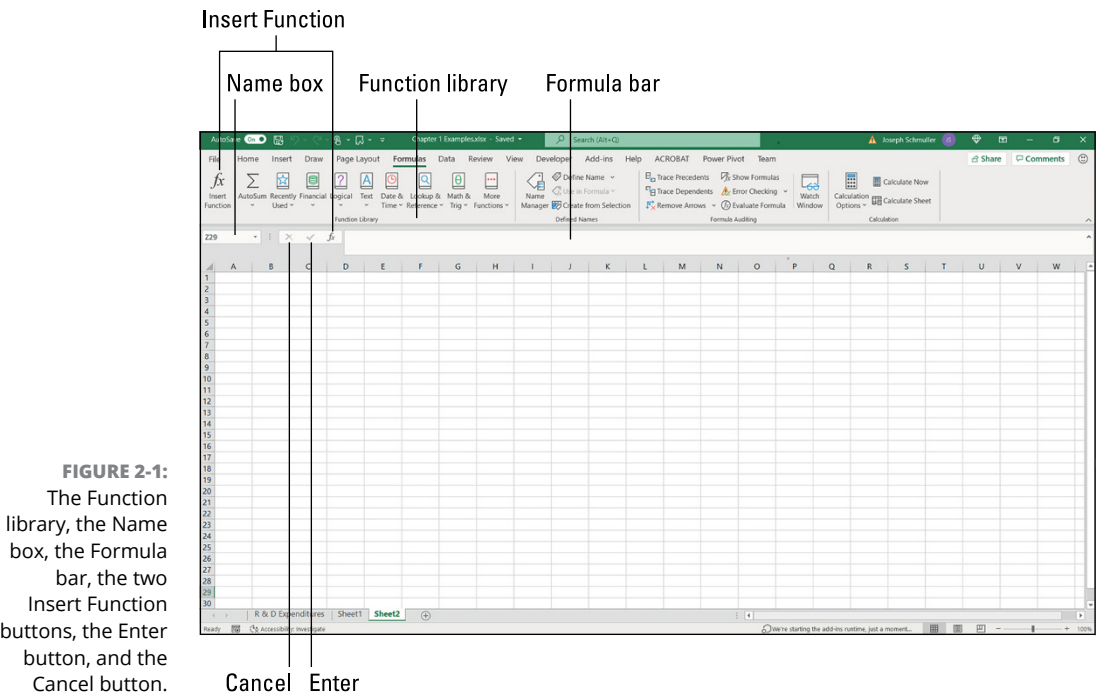 Insert Function
Name box Function library Formula bar
AutoSave On Chapter 1 Examples.xlsx - Saved Search (Alt+Q) Joseph Schmuller JS
File Home Insert Draw Page Layout Formulas Data Review View Developer Add-ins Help ACROBAT Power Pivot Team Share Comments
Insert Function
AutoSum
Recently Used
Financial
Logical
Text
Date & Time
Lookup & Reference
Math & Trig
More Functions
Function Library
Name Manager
Define Name
Use in Formula
Create from Selection
Defined Names
Trace Precedents
Trace Dependents
Remove Arrows
Show Formulas
Error Checking
Evaluate Formula
Formula Auditing
Watch Window
Calculation Options
Calculate Now
Calculate Sheet
Calculation
Z29 fx
A B C D E F G H I J K L M N O P Q R S T U V W
1
2
3
4
5
6
7
8
9
10
11
12
13
14
15
16
17
18
19
20
21
22
23
24
25
26
27
28
29
30
R & D Expenditures Sheet1 Sheet2
Ready Accessibility: Investigate We're starting the add-ins runtime, just a moment... 100%
Cancel Enter
FIGURE 2-1:
The Function
library, the Name
box, the Formula
bar, the two
Insert Function
buttons, the Enter
button, and the
Cancel button.